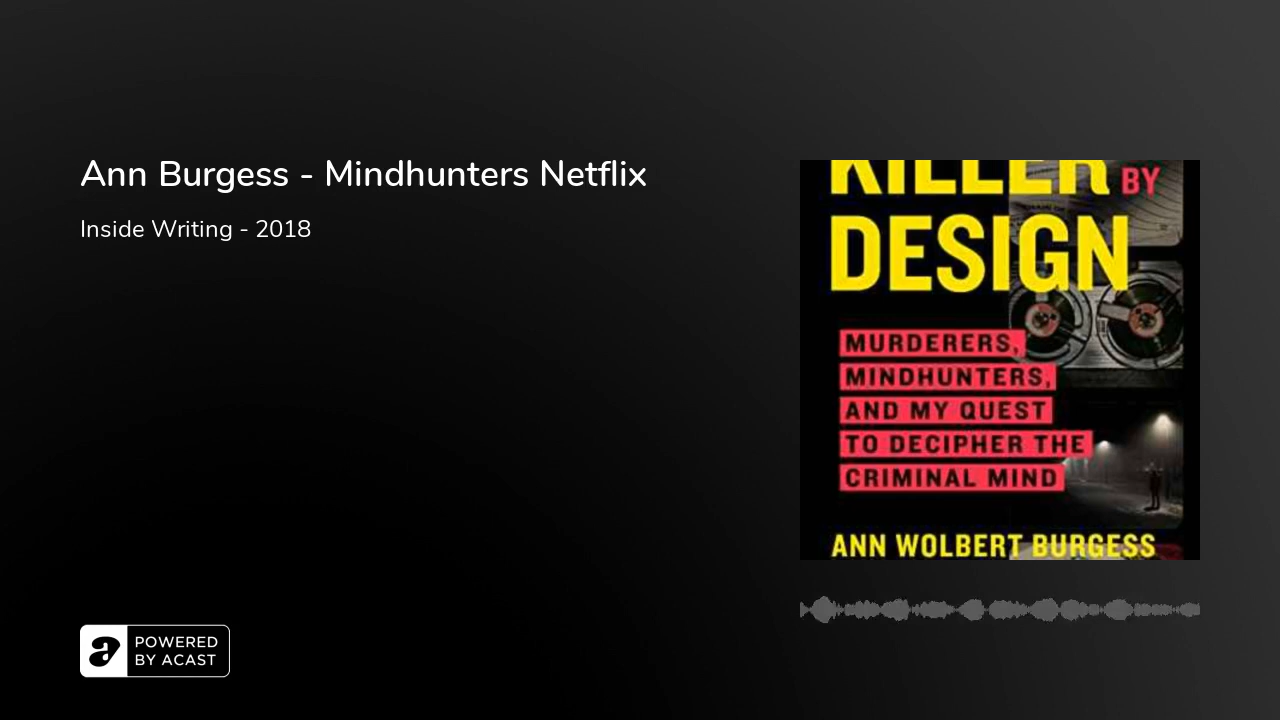 Ann Burgess - Mindhunters Netflix
Inside Writing - 2018
KILLER BY
DESIGN
MURDERERS,
MINDHUNTERS,
AND MY QUEST
TO DECIPHER THE
CRIMINAL MIND
ANN WOLBERT BURGESS
POWERED
BY ACAST